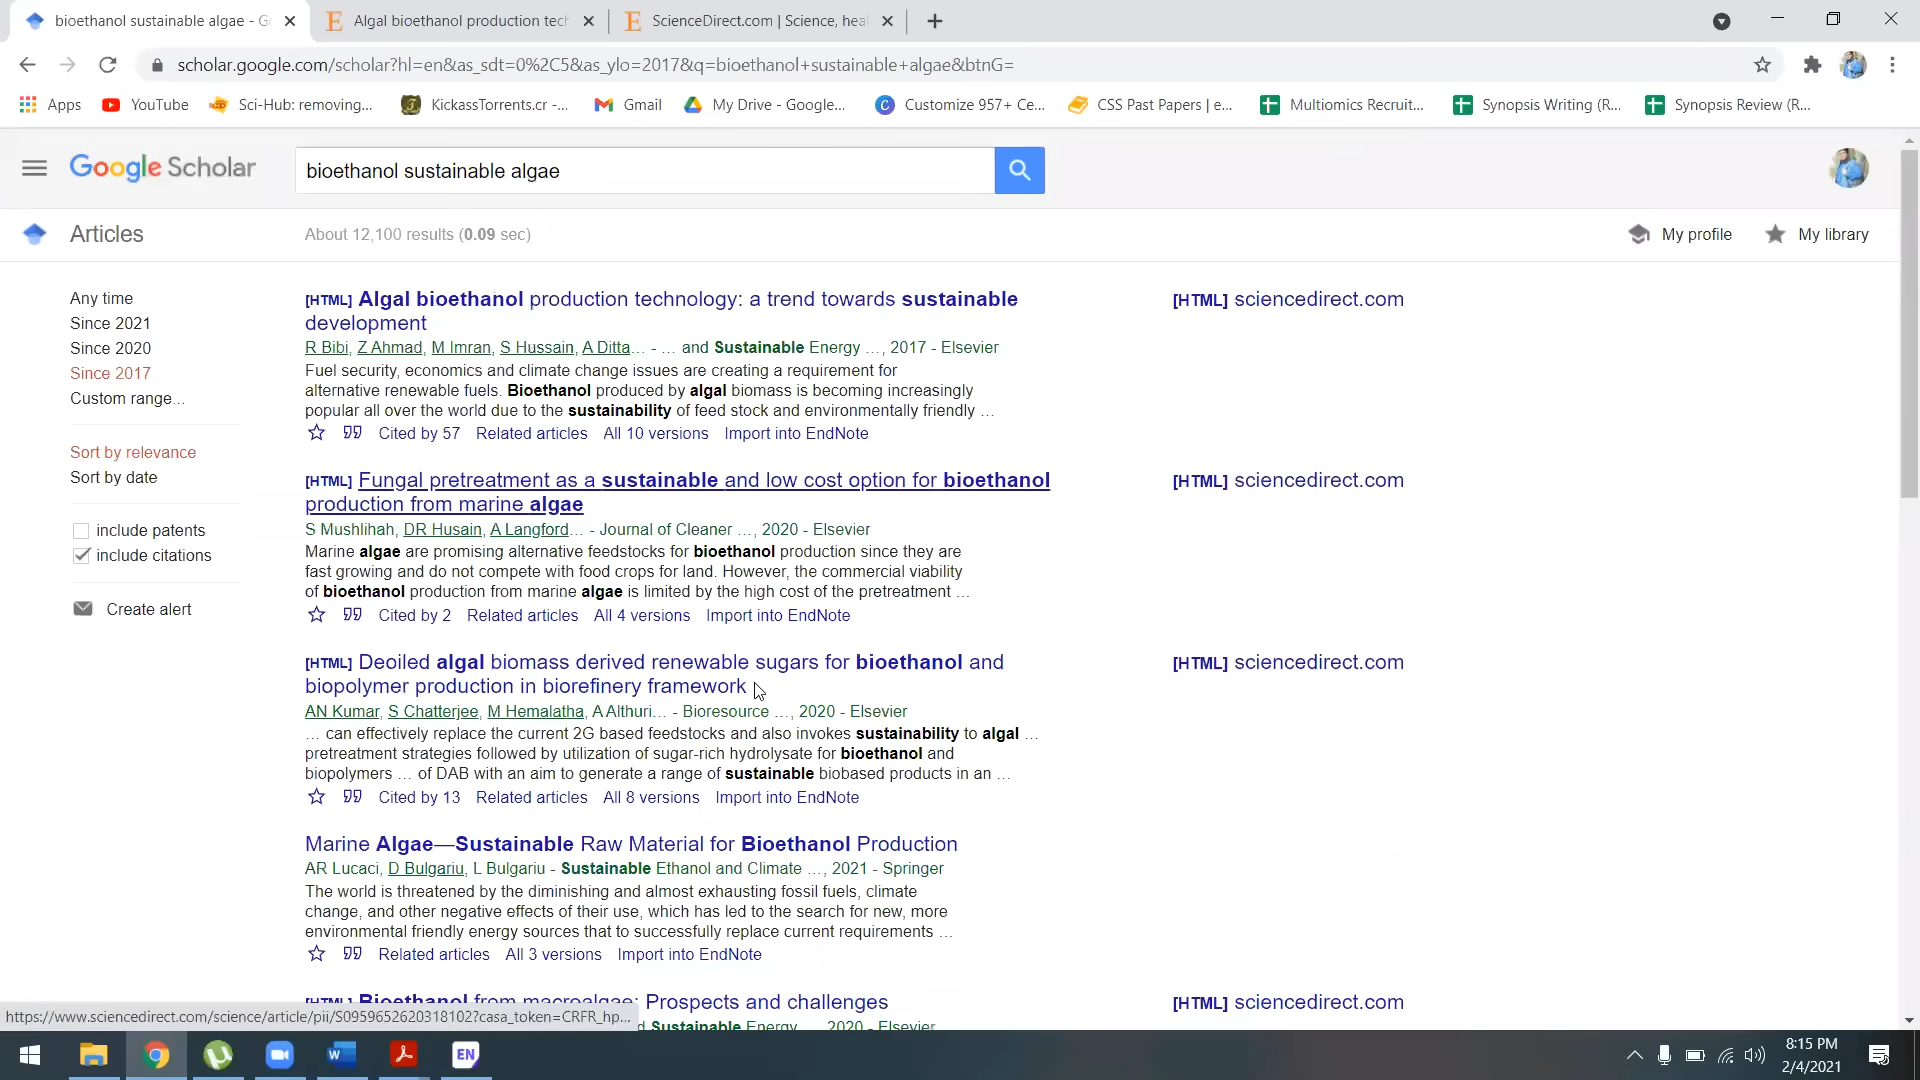 bioethanol sustainable algae - G
Algal bioethanol production tec
ScienceDirect.com | Science, hea
scholar.google.com/scholar?hl=en&as_sdt=0%2C5&as_ylo=2017&q=bioethanol+sustainable+algae&btnG=
Apps
YouTube
Sci-Hub: removing...
KickassTorrents.cr -...
Gmail
My Drive - Google...
Customize 957+ Ce...
CSS Past Papers | e...
Multiomics Recruit...
Synopsis Writing (R...
Synopsis Review (R...
Google Scholar
bioethanol sustainable algae
Articles
About 12,100 results (0.09 sec)
My profile
My library
Any time
Since 2021
Since 2020
Since 2017
Custom range...
Sort by relevance
Sort by date
include patents
include citations
Create alert
[HTML] Algal bioethanol production technology: a trend towards sustainable
development
R Bibi, Z Ahmad, M Imran, S Hussain, A Ditta... - ... and Sustainable Energy ..., 2017 - Elsevier
Fuel security, economics and climate change issues are creating a requirement for
alternative renewable fuels. Bioethanol produced by algal biomass is becoming increasingly
popular all over the world due to the sustainability of feed stock and environmentally friendly ...
Cited by 57 Related articles All 10 versions Import into EndNote
[HTML] sciencedirect.com
[HTML] Fungal pretreatment as a sustainable and low cost option for bioethanol
production from marine algae
S Mushlihah, DR Husain, A Langford... - Journal of Cleaner ..., 2020 - Elsevier
Marine algae are promising alternative feedstocks for bioethanol production since they are
fast growing and do not compete with food crops for land. However, the commercial viability
of bioethanol production from marine algae is limited by the high cost of the pretreatment ...
Cited by 2 Related articles All 4 versions Import into EndNote
[HTML] sciencedirect.com
[HTML] Deoiled algal biomass derived renewable sugars for bioethanol and
biopolymer production in biorefinery framework
AN Kumar, S Chatterjee, M Hemalatha, A Althuri... - Bioresource ..., 2020 - Elsevier
... can effectively replace the current 2G based feedstocks and also invokes sustainability to algal ...
pretreatment strategies followed by utilization of sugar-rich hydrolysate for bioethanol and
biopolymers ... of DAB with an aim to generate a range of sustainable biobased products in an ...
Cited by 13 Related articles All 8 versions Import into EndNote
[HTML] sciencedirect.com
Marine Algae—Sustainable Raw Material for Bioethanol Production
AR Lucaci, D Bulgariu, L Bulgariu - Sustainable Ethanol and Climate ..., 2021 - Springer
The world is threatened by the diminishing and almost exhausting fossil fuels, climate
change, and other negative effects of their use, which has led to the search for new, more
environmental friendly energy sources that to successfully replace current requirements ...
Related articles All 3 versions Import into EndNote
[HTML] Bioethanol from macroalgae: Prospects and challenges
[HTML] sciencedirect.com
https://www.sciencedirect.com/science/article/pii/S0959652620318102?casa_token=CRFR_hp...
d Sustainable Energy ..., 2020 - Elsevier
EN
8:15 PM
2/4/2021